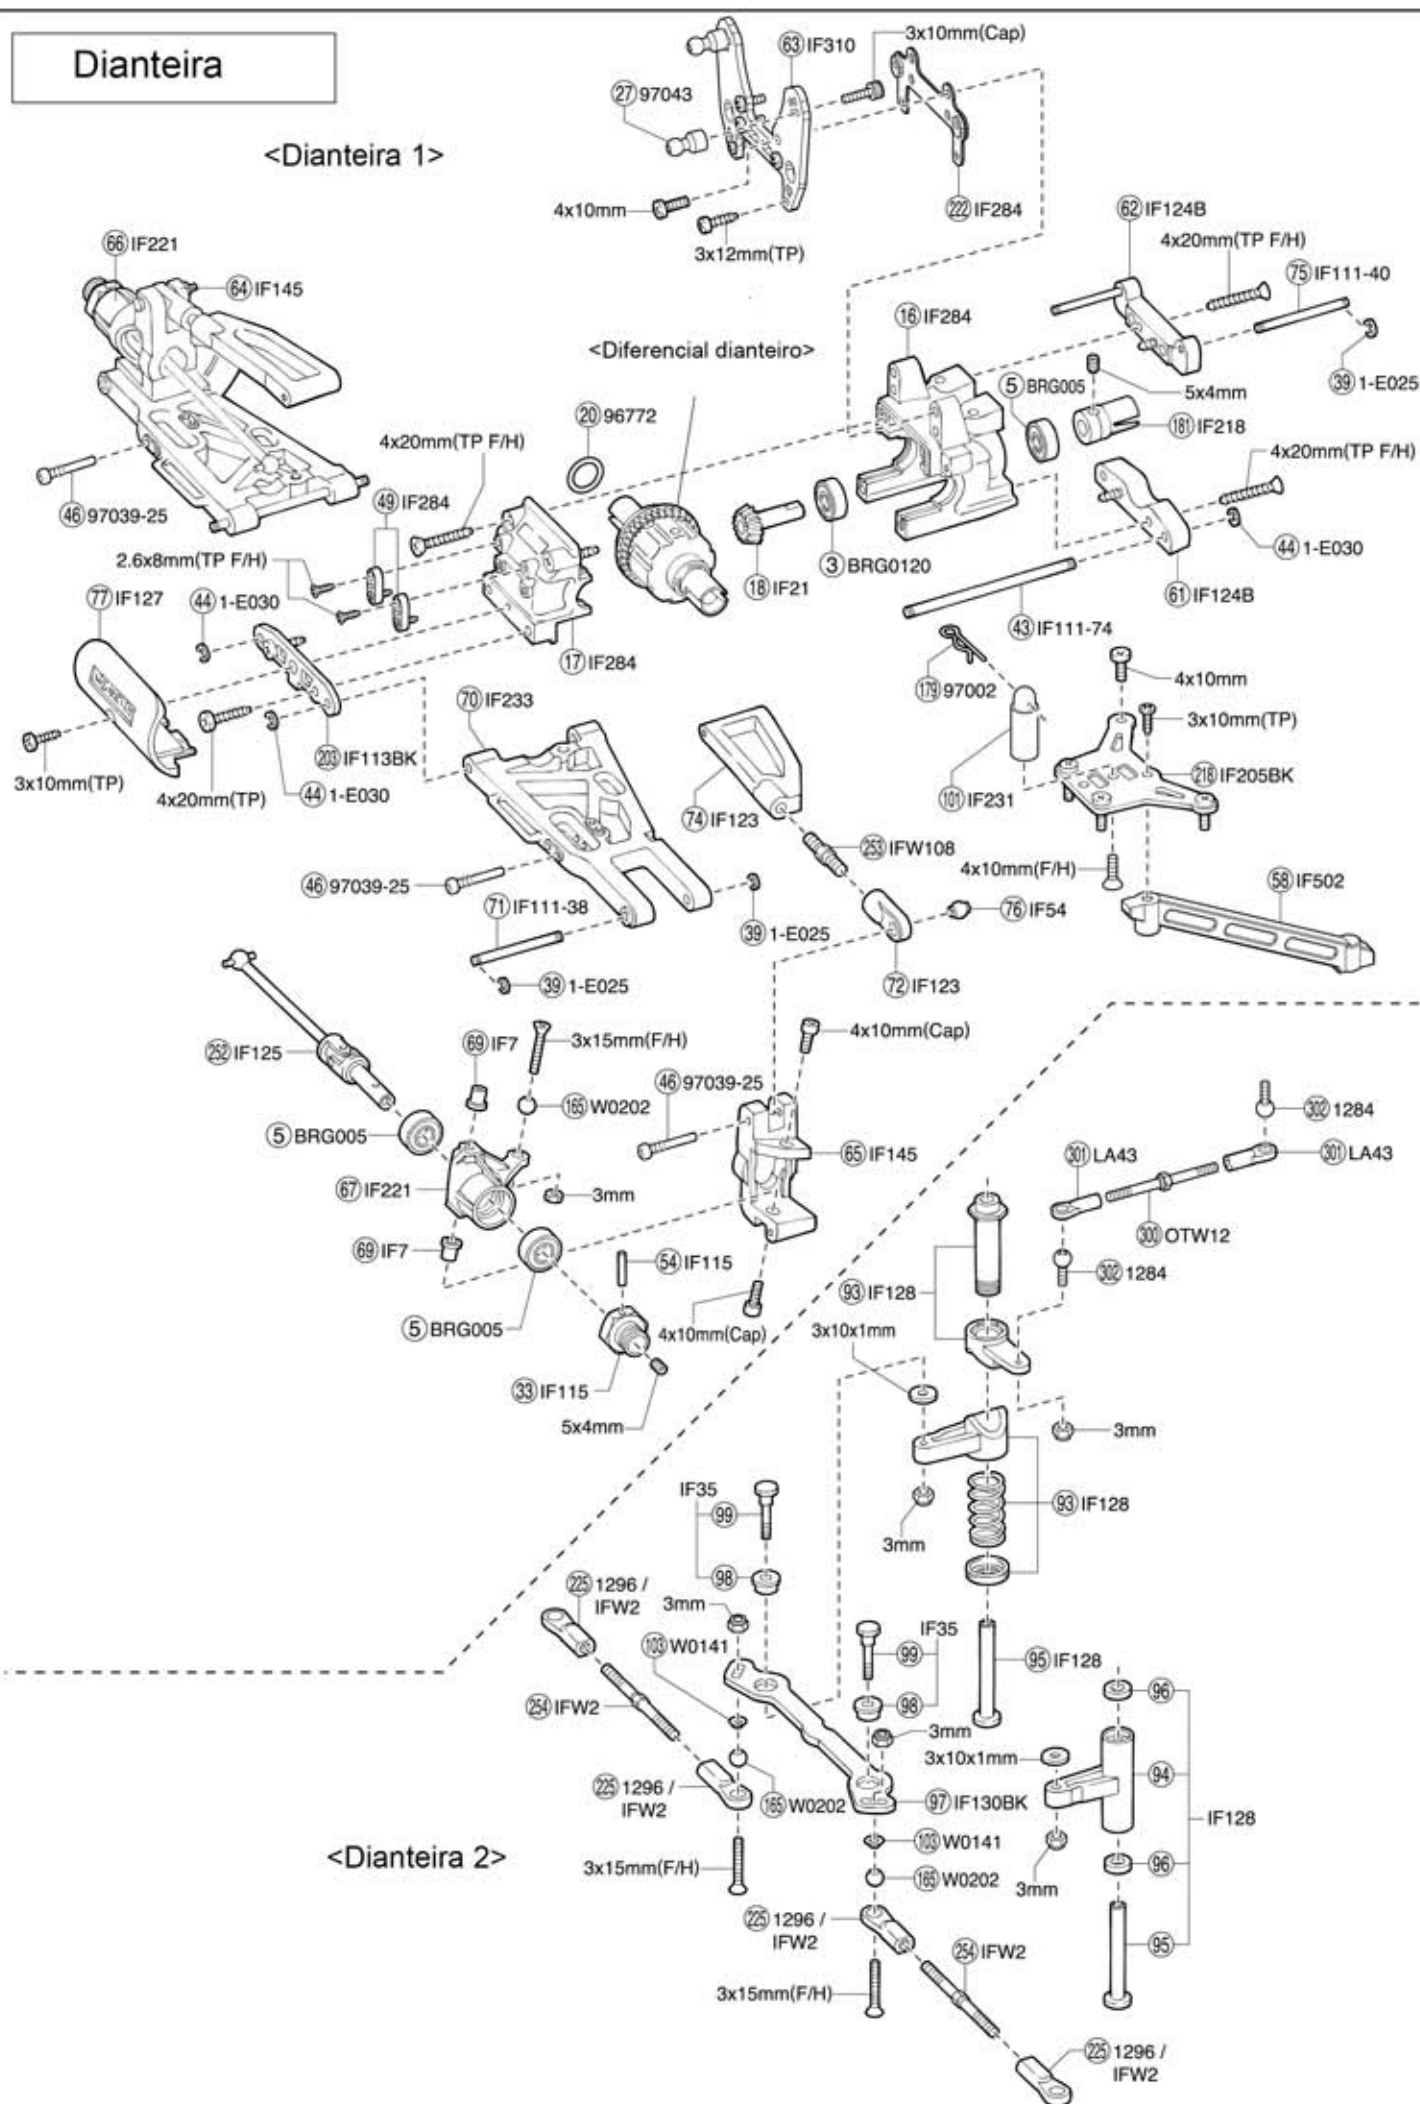 Dianteira
<Dianteira 1>
63 IF310
3x10mm(Cap)
27 97043
4x10mm
3x12mm(TP)
222 IF284
62 IF124B
4x20mm(TP F/H)
75 IF111-40
66 IF221
64 IF145
16 IF284
<Diferencial dianteiro>
5 BRG005
5x4mm
39 1-E025
181 IF218
20 96772
4x20mm(TP F/H)
4x20mm(TP F/H)
46 97039-25
49 IF284
44 1-E030
2.6x8mm(TP F/H)
3 BRG0120
18 IF21
61 IF124B
77 IF127
44 1-E030
43 IF111-74
17 IF284
179 97002
4x10mm
70 IF233
3x10mm(TP)
203 IF113BK
218 IF205BK
3x10mm(TP)
4x20mm(TP)
44 1-E030
101 IF231
74 IF123
253 IFW108
4x10mm(F/H)
58 IF502
46 97039-25
71 IF111-38
76 IF54
39 1-E025
39 1-E025
72 IF123
4x10mm(Cap)
69 IF7
3x15mm(F/H)
252 IF125
46 97039-25
165 W0202
302 1284
5 BRG005
65 IF145
301 LA43
301 LA43
67 IF221
3mm
300 OTW12
69 IF7
54 IF115
302 1284
93 IF128
5 BRG005
4x10mm(Cap)
3x10x1mm
33 IF115
5x4mm
3mm
IF35
99
93 IF128
3mm
98
225 1296 /
IFW2
3mm
IF35
103 W0141
99
95 IF128
96
254 IFW2
98
3mm
3x10x1mm
94
225 1296 /
IFW2
165 W0202
97 IF130BK
IF128
<Dianteira 2>
103 W0141
3x15mm(F/H)
96
165 W0202
3mm
225 1296 /
IFW2
254 IFW2
95
3x15mm(F/H)
225 1296 /
IFW2